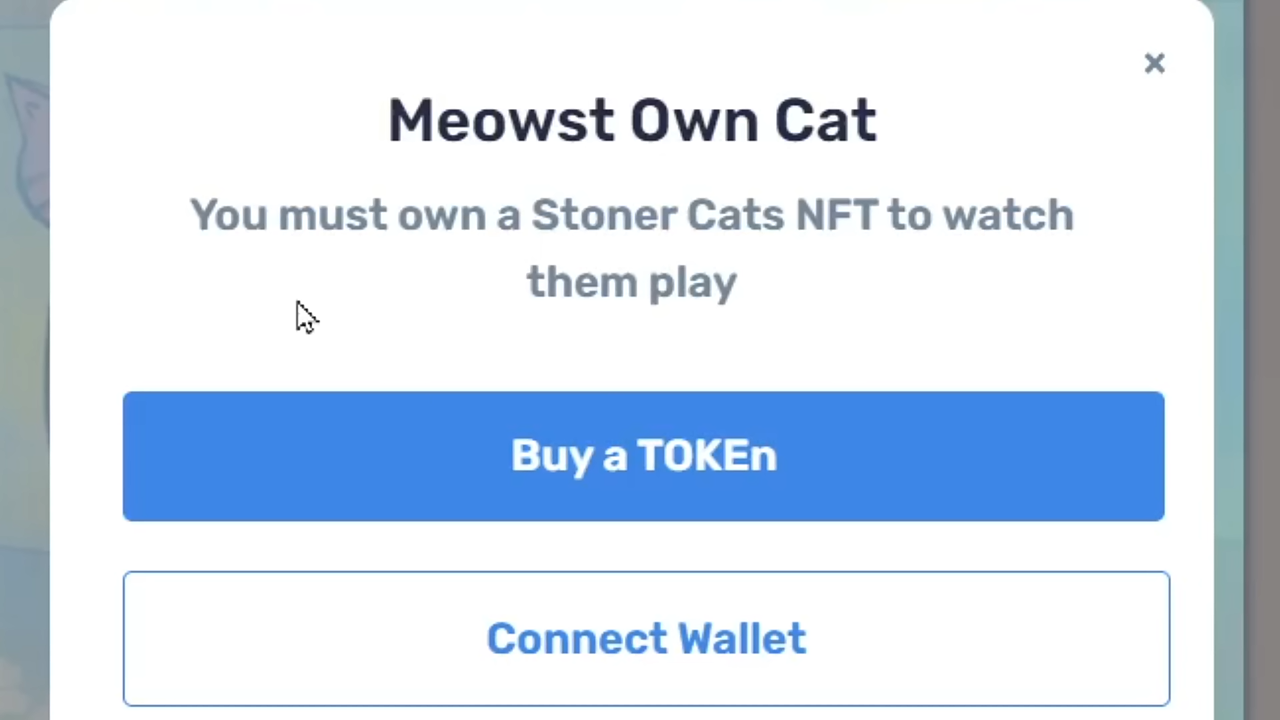 Meowst Own Cat
You must own a Stoner Cats NFT to watch
them play
Buy a TOKEn
Connect Wallet